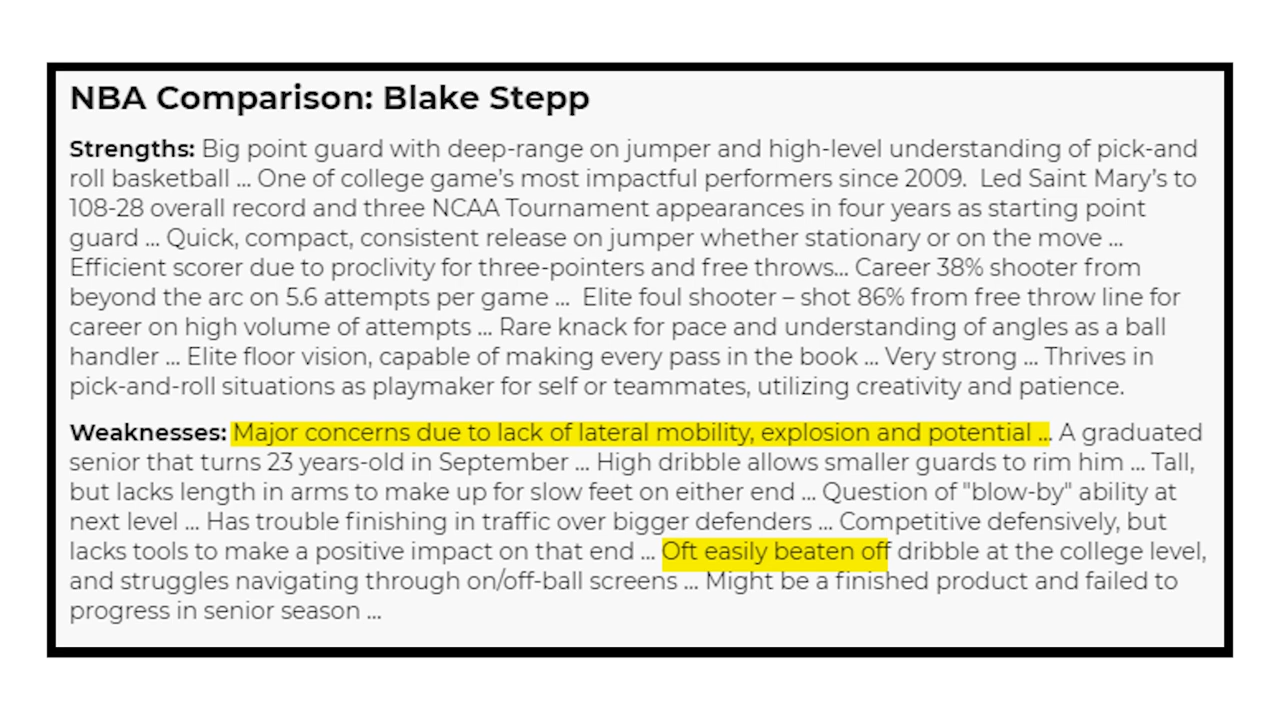 NBA Comparison: Blake Stepp
Strengths: Big point guard with deep-range on jumper and high-level understanding of pick-and
roll basketball ... One of college game's most impactful performers since 2009.  Led Saint Mary's to
108-28 overall record and three NCAA Tournament appearances in four years as starting point
guard ... Quick, compact, consistent release on jumper whether stationary or on the move ...
Efficient scorer due to proclivity for three-pointers and free throws... Career 38% shooter from
beyond the arc on 5.6 attempts per game ...  Elite foul shooter – shot 86% from free throw line for
career on high volume of attempts ... Rare knack for pace and understanding of angles as a ball
handler ... Elite floor vision, capable of making every pass in the book ... Very strong ... Thrives in
pick-and-roll situations as playmaker for self or teammates, utilizing creativity and patience.
Weaknesses: Major concerns due to lack of lateral mobility, explosion and potential ... A graduated
senior that turns 23 years-old in September ... High dribble allows smaller guards to rim him ... Tall,
but lacks length in arms to make up for slow feet on either end ... Question of "blow-by" ability at
next level ... Has trouble finishing in traffic over bigger defenders ... Competitive defensively, but
lacks tools to make a positive impact on that end ... Oft easily beaten off dribble at the college level,
and struggles navigating through on/off-ball screens ... Might be a finished product and failed to
progress in senior season ...